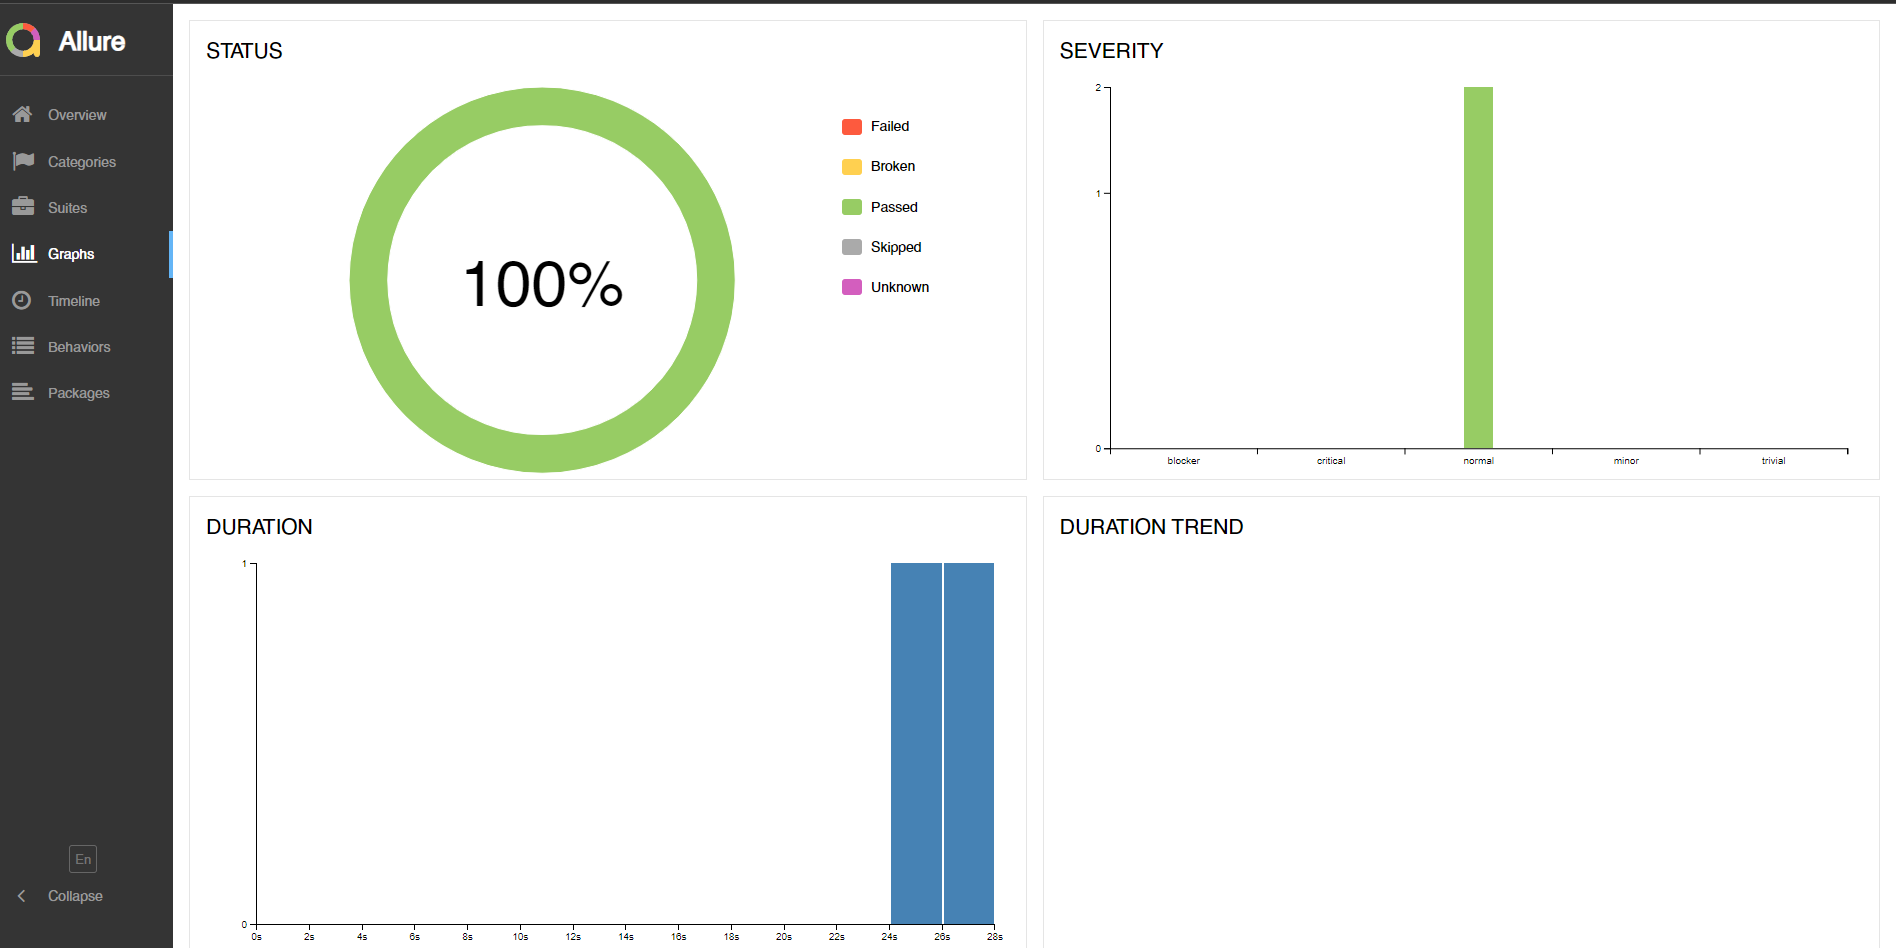 Allure
Overview
Categories
Suites
Graphs
Timeline
Behaviors
Packages
En
Collapse
STATUS
100%
Failed
Broken
Passed
Skipped
Unknown
SEVERITY
2
1
0
blocker critical normal minor trivial
DURATION
1
0
0s 2s 4s 6s 8s 10s 12s 14s 16s 18s 20s 22s 24s 26s 28s
DURATION TREND